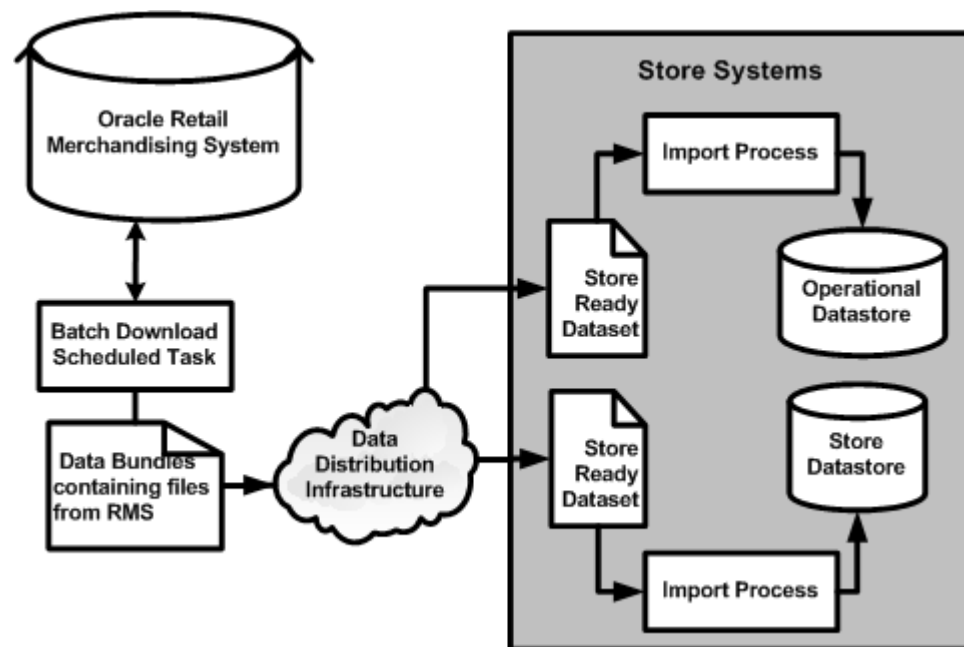 Oracle Retail
Merchandising System
Batch Download
Scheduled Task
Data Bundles
containing files
from RMS
Data
Distribution
Infrastructure
Store Systems
Import Process
Store
Ready
Dataset
Operational
Datastore
Store
Ready
Dataset
Store
Datastore
Import Process